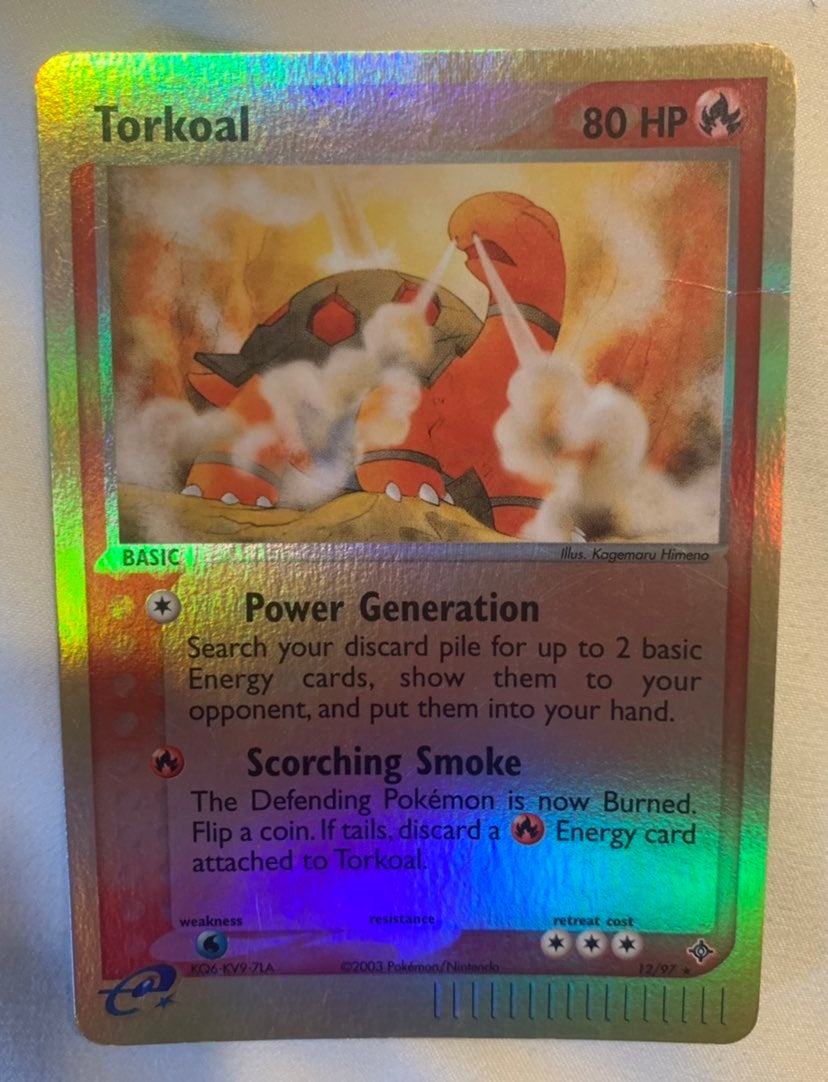 Torkoal 80 HP
BASIC Illus. Kagemaru Himeno
Power Generation
Search your discard pile for up to 2 basic
Energy cards, show them to your
opponent, and put them into your hand.
Scorching Smoke
The Defending Pokémon is now Burned.
Flip a coin. If tails, discard a Energy card
attached to Torkoal.
weakness resistance retreat cost
KQ6-KV9-7LA ©2003 Pokémon/Nintendo 12/97 ★
e